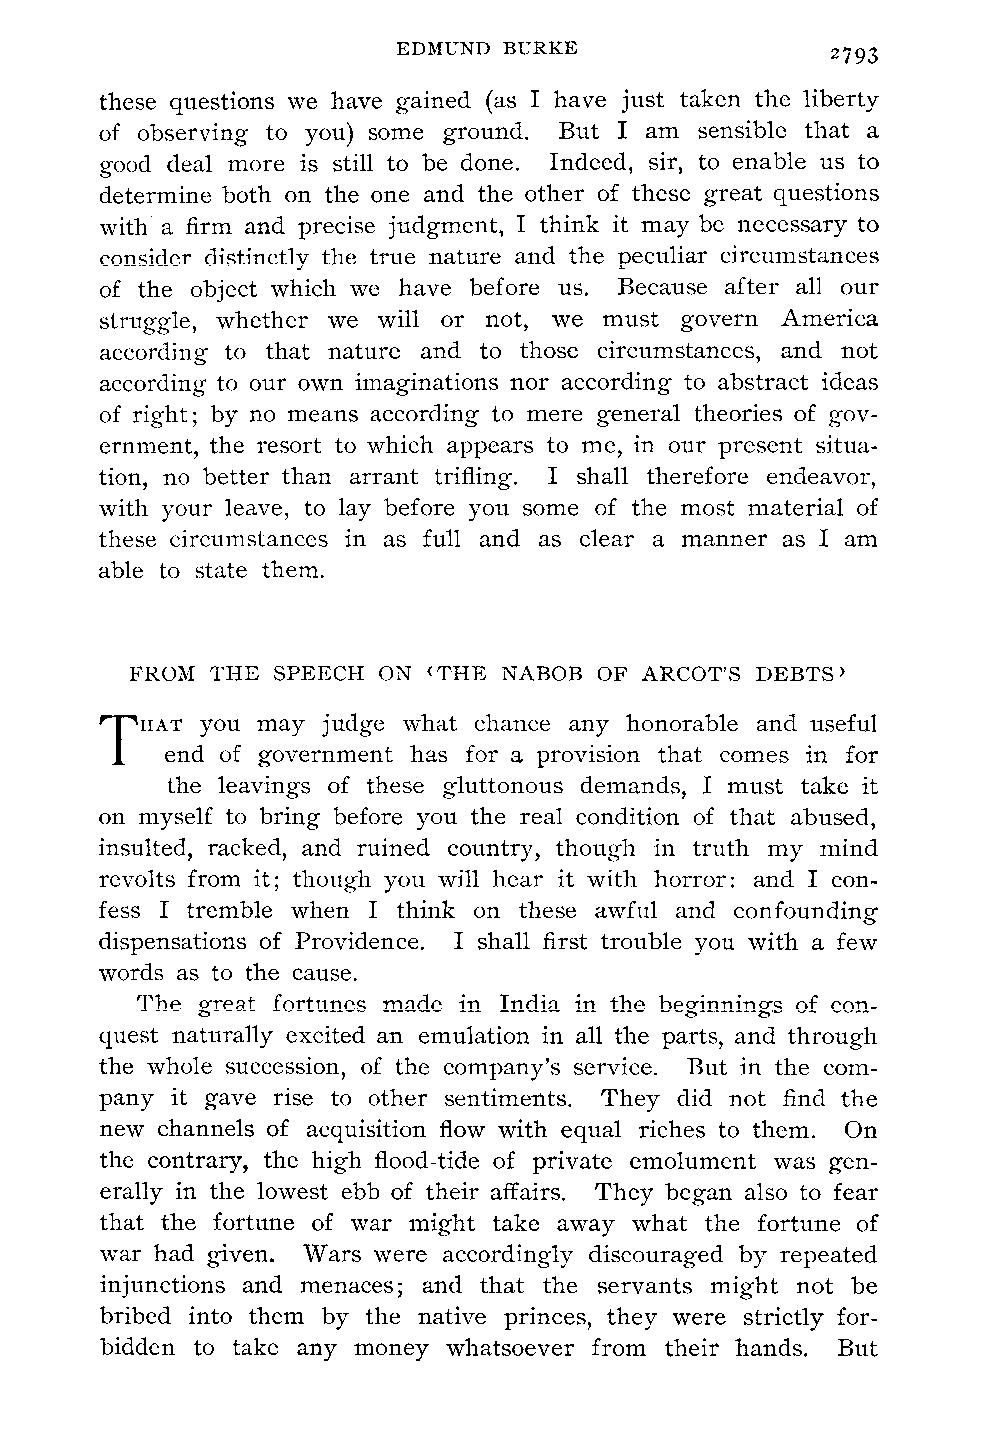 EDMUND BURKE
2793
these questions we have gained (as I have just taken the liberty
of observing to you) some ground. But I am sensible that a
good deal more is still to be done. Indeed, sir, to enable us to
determine both on the one and the other of these great questions
with a firm and precise judgment, I think it may be necessary to
consider distinctly the true nature and the peculiar circumstances
of the object which we have before us. Because after all our
struggle, whether we will or not, we must govern America
according to that nature and to those circumstances, and not
according to our own imaginations nor according to abstract ideas
of right; by no means according to mere general theories of gov-
ernment, the resort to which appears to me, in our present situa-
tion, no better than arrant trifling. I shall therefore endeavor,
with your leave, to lay before you some of the most material of
these circumstances in as full and as clear a manner as I am
able to state them.
FROM THE SPEECH ON ‹THE NABOB OF ARCOT'S DEBTS›
THAT you may judge what chance any honorable and useful
end of government has for a provision that comes in for
the leavings of these gluttonous demands, I must take it
on myself to bring before you the real condition of that abused,
insulted, racked, and ruined country, though in truth my mind
revolts from it; though you will hear it with horror: and I con-
fess I tremble when I think on these awful and confounding
dispensations of Providence. I shall first trouble you with a few
words as to the cause.
The great fortunes made in India in the beginnings of con-
quest naturally excited an emulation in all the parts, and through
the whole succession, of the company's service. But in the com-
pany it gave rise to other sentiments. They did not find the
new channels of acquisition flow with equal riches to them. On
the contrary, the high flood-tide of private emolument was gen-
erally in the lowest ebb of their affairs. They began also to fear
that the fortune of war might take away what the fortune of
war had given. Wars were accordingly discouraged by repeated
injunctions and menaces; and that the servants might not be
bribed into them by the native princes, they were strictly for-
bidden to take any money whatsoever from their hands. But